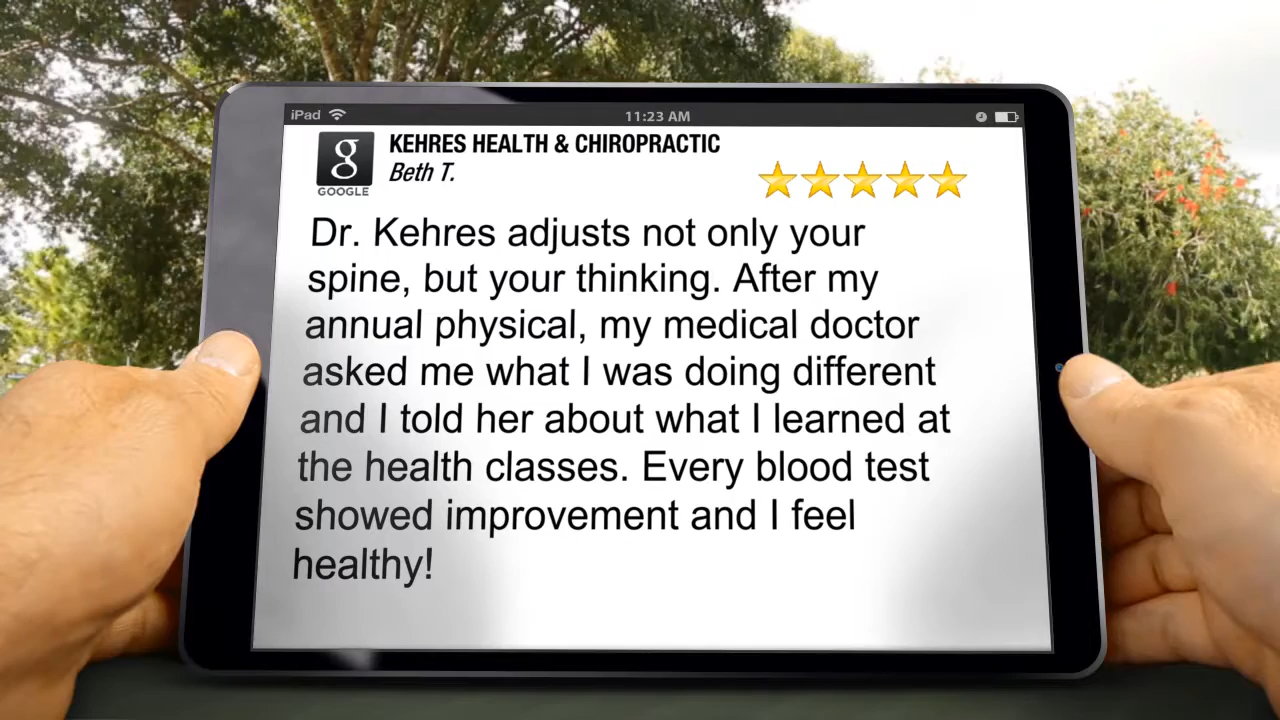 iPad 11:23 AM
g
GOOGLE
KEHRES HEALTH & CHIROPRACTIC
Beth T.
Dr. Kehres adjusts not only your
spine, but your thinking. After my
annual physical, my medical doctor
asked me what I was doing different
and I told her about what I learned at
the health classes. Every blood test
showed improvement and I feel
healthy!